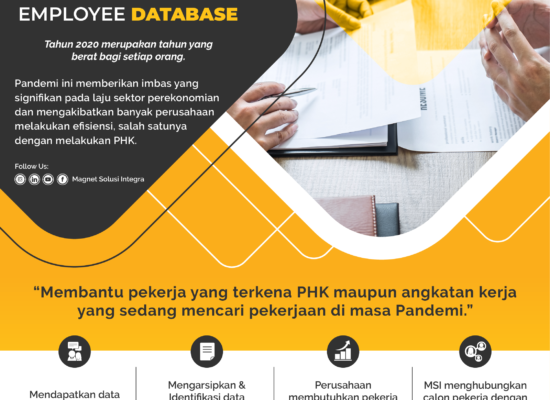 EMPLOYEE DATABASE
Tahun 2020 merupakan tahun yang
berat bagi setiap orang.
Pandemi ini memberikan imbas yang
signifikan pada laju sektor perekonomian
dan mengakibatkan banyak perusahaan
melakukan efisiensi, salah satunya
dengan melakukan PHK.
Follow Us:
Magnet Solusi Integra
RESUME
“Membantu pekerja yang terkena PHK maupun angkatan kerja
yang sedang mencari pekerjaan di masa Pandemi.”
Mendapatkan data
Mengarsipkan &
Identifikasi data
Perusahaan
membutuhkan pekerja
MSI menghubungkan
calon pekerja dengan